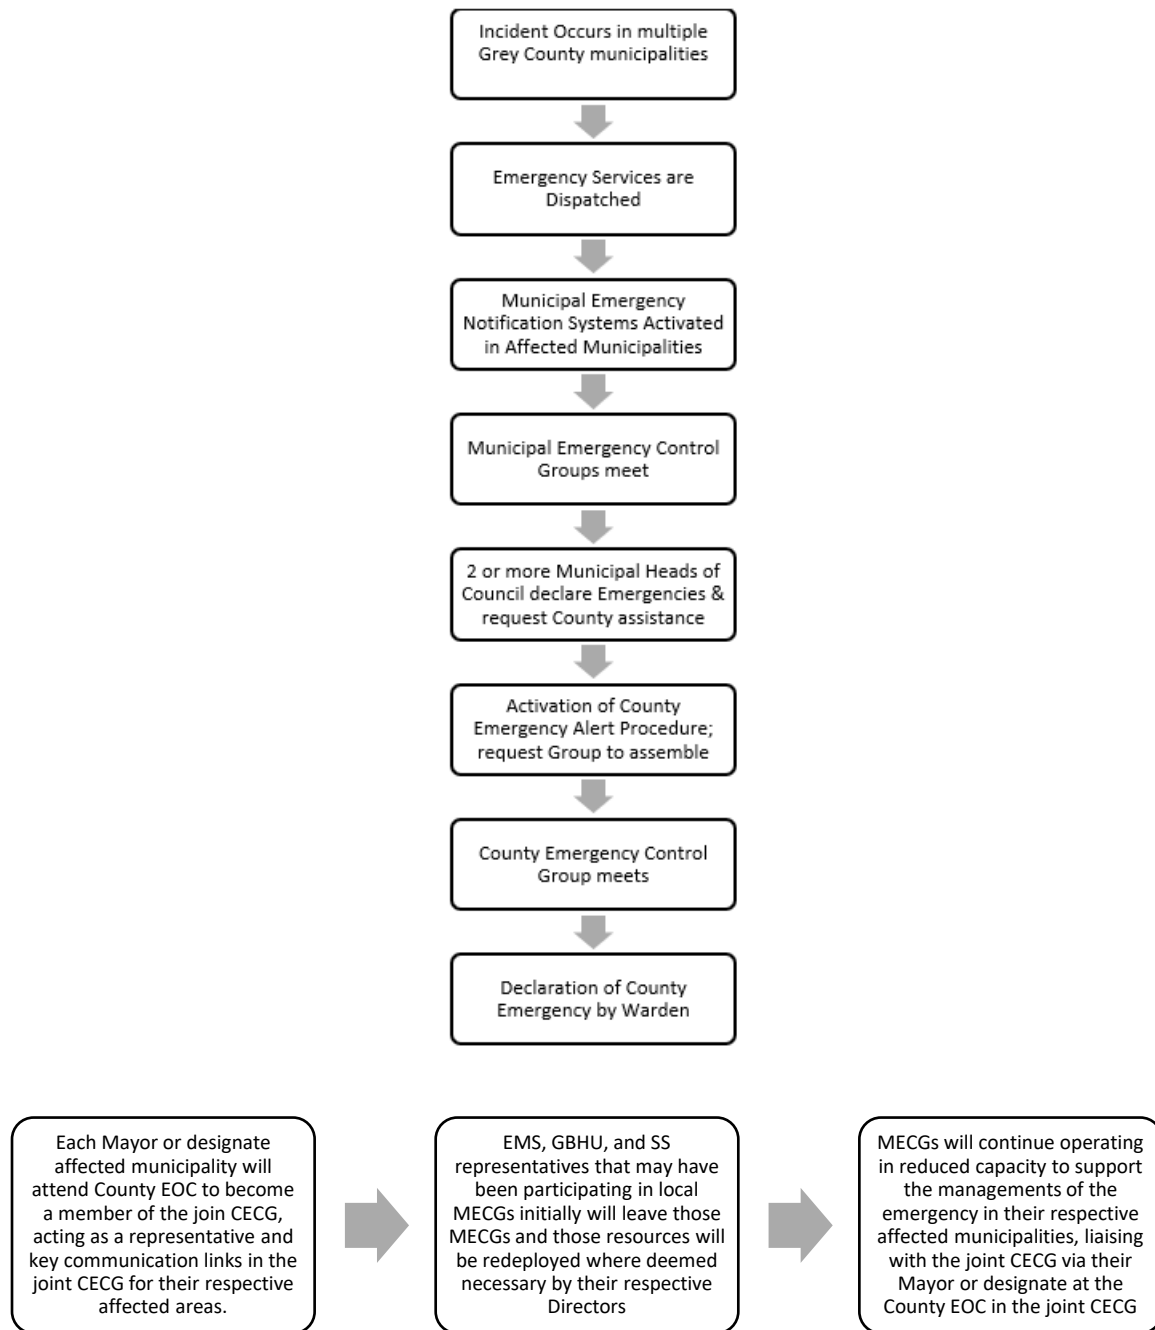 Incident Occurs in multiple
Grey County municipalities
Emergency Services are
Dispatched
Municipal Emergency
Notification Systems Activated
in Affected Municipalities
Municipal Emergency Control
Groups meet
2 or more Municipal Heads of
Council declare Emergencies &
request County assistance
Activation of County
Emergency Alert Procedure;
request Group to assemble
County Emergency Control
Group meets
Declaration of County
Emergency by Warden
Each Mayor or designate
affected municipality will
attend County EOC to become
a member of the join CECG,
acting as a representative and
key communication links in the
joint CECG for their respective
affected areas.
EMS, GBHU, and SS
representatives that may have
been participating in local
MECGs initially will leave those
MECGs and those resources will
be redeployed where deemed
necessary by their respective
Directors
MECGs will continue operating
in reduced capacity to support
the managements of the
emergency in their respective
affected municipalities, liaising
with the joint CECG via their
Mayor or designate at the
County EOC in the joint CECG